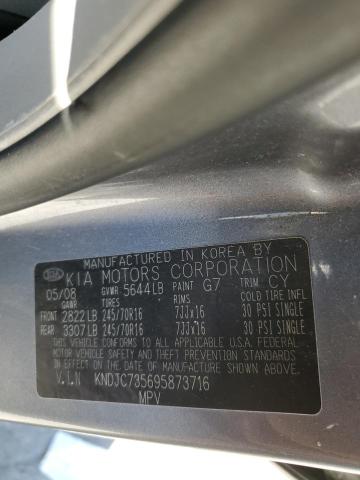 MANUFACTURED IN KOREA BY
KIA KIA MOTORS CORPORATION
05/08 GVWR 5644LB PAINT G7 TRIM CY
GAWR TIRES RIMS COLD TIRE INFL
FRONT 2822LB 245/70R16 7JJx16 30 PSI SINGLE
REAR 3307LB 245/70R16 7JJx16 30 PSI SINGLE
THIS VEHICLE CONFORMS TO ALL APPLICABLE U.S.A. FEDERAL MOTOR
VEHICLE SAFETY AND THEFT PREVENTION STANDARDS IN EFFECT ON
THE DATE OF MANUFACTURE SHOWN
V.I.N KNDJC735695873716
MPV